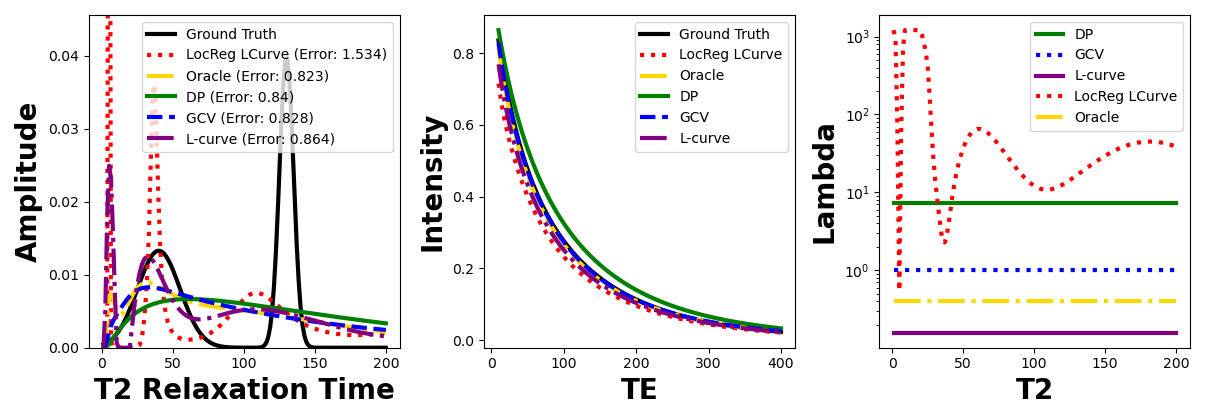 Amplitude
0.04
0.03
0.02
0.01
0.00
0
50
100
150
200
T2 Relaxation Time
Ground Truth
LocReg LCurve (Error: 1.534)
Oracle (Error: 0.823)
DP (Error: 0.84)
GCV (Error: 0.828)
L-curve (Error: 0.864)
Intensity
0.8
0.6
0.4
0.2
0.0
0
100
200
300
400
TE
Ground Truth
LocReg LCurve
Oracle
DP
GCV
L-curve
Lambda
10³
10²
10¹
10⁰
0
50
100
150
200
T2
DP
GCV
L-curve
LocReg LCurve
Oracle